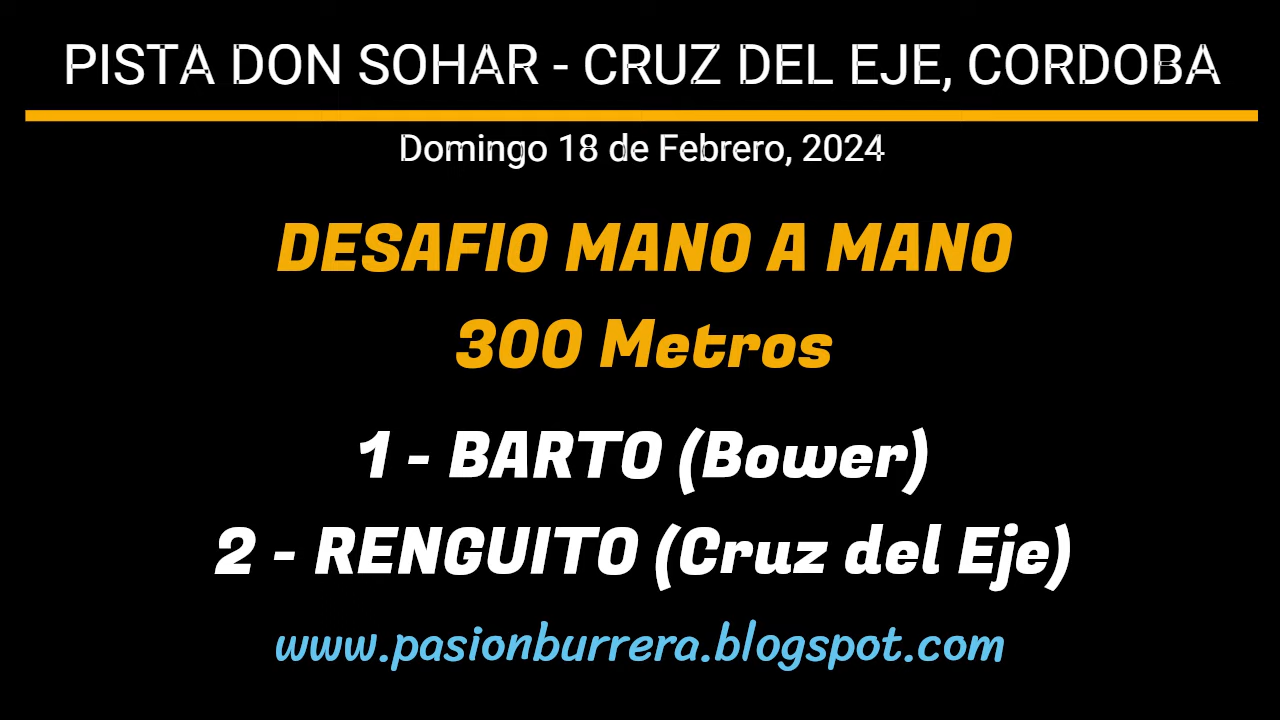 PISTA DON SOHAR - CRUZ DEL EJE, CORDOBA
Domingo 18 de Febrero, 2024
DESAFIO MANO A MANO
300 Metros
1 - BARTO (Bower)
2 - RENGUITO (Cruz del Eje)
www.pasionburrera.blogspot.com